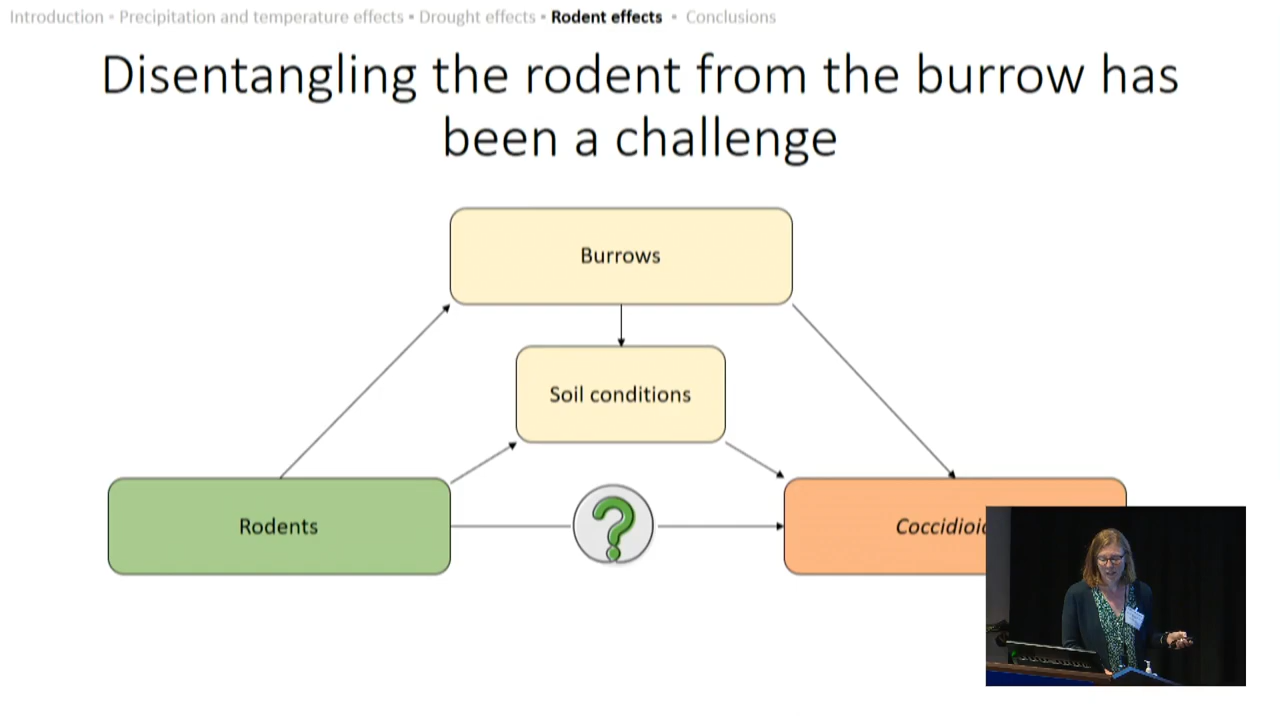 Introduction • Precipitation and temperature effects • Drought effects • Rodent effects • Conclusions
Disentangling the rodent from the burrow has
been a challenge
Burrows
Soil conditions
Rodents
?